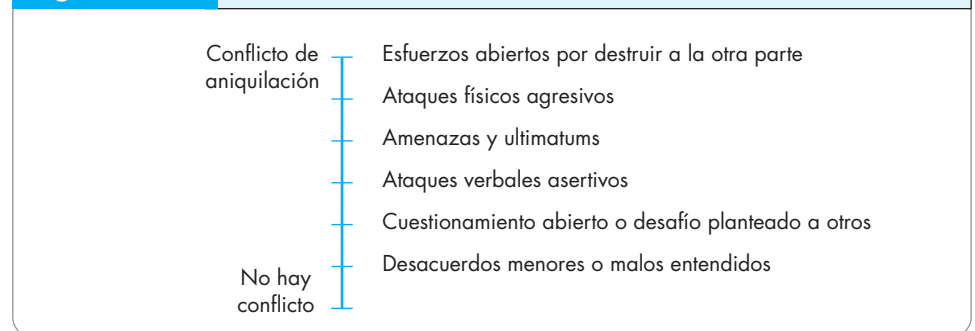 Conflicto de
aniquilación
Esfuerzos abiertos por destruir a la otra parte
Ataques físicos agresivos
Amenazas y ultimatums
Ataques verbales asertivos
Cuestionamiento abierto o desafío planteado a otros
Desacuerdos menores o malos entendidos
No hay
conflicto